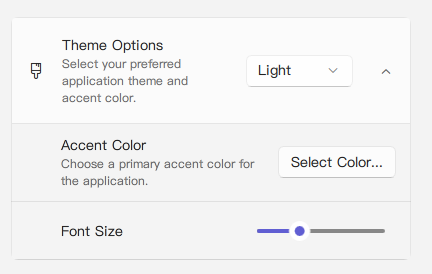 Theme Options
Select your preferred
application theme and
accent color.
Light
Accent Color
Choose a primary accent color for
the application.
Select Color...
Font Size